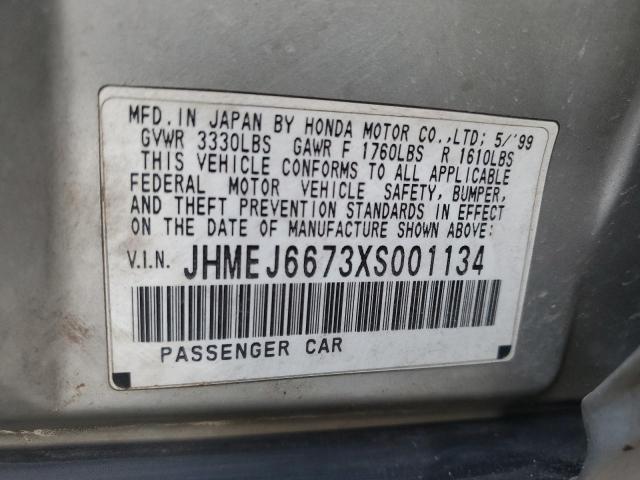 MFD. IN JAPAN BY HONDA MOTOR CO.,LTD; 5/'99
GVWR 3330LBS GAWR F 1760LBS R 1610LBS
THIS VEHICLE CONFORMS TO ALL APPLICABLE
FEDERAL MOTOR VEHICLE SAFETY, BUMPER,
AND THEFT PREVENTION STANDARDS IN EFFECT
ON THE DATE OF MANUFACTURE SHOWN ABOVE:
V.I.N. JHMEJ6673XS001134
PASSENGER CAR